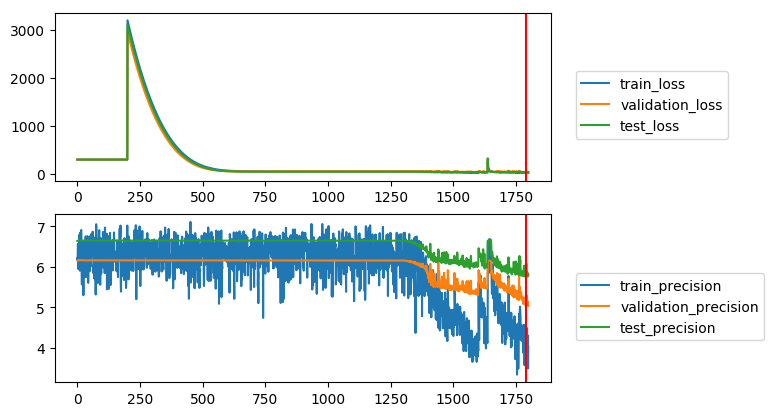 3000
2000
1000
0
0 250 500 750 1000 1250 1500 1750
train_loss
validation_loss
test_loss
7
6
5
4
0 250 500 750 1000 1250 1500 1750
train_precision
validation_precision
test_precision